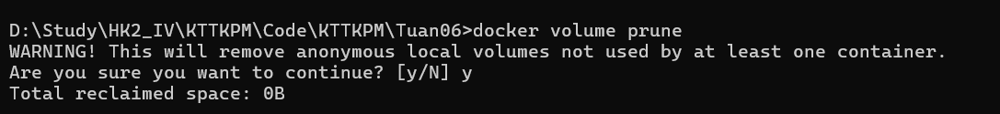 D:\Study\HK2_IV\KTTKPM\Code\KTTKPM\Tuan06>docker volume prune
WARNING! This will remove anonymous local volumes not used by at least one container.
Are you sure you want to continue? [y/N] y
Total reclaimed space: 0B